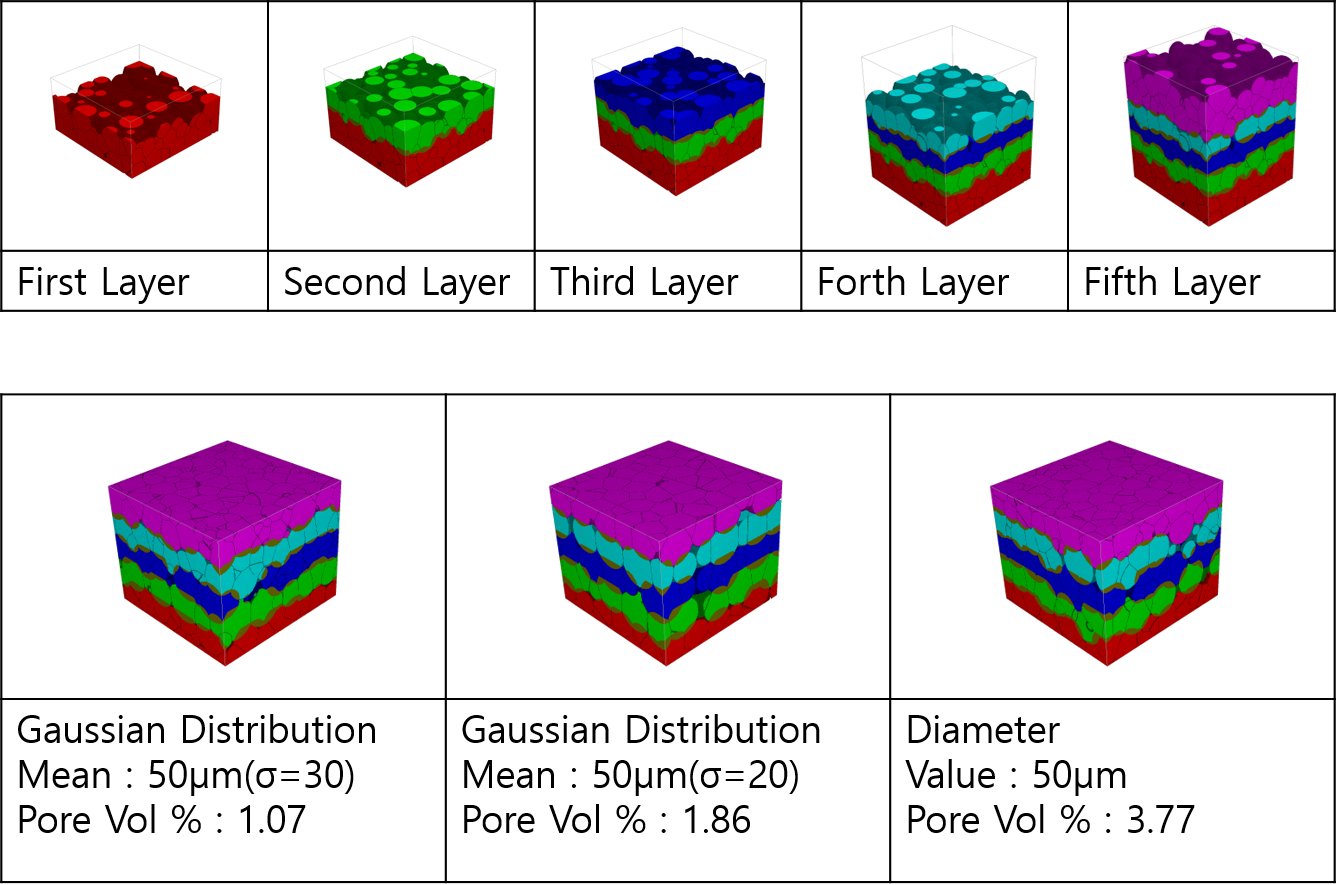 First Layer
Second Layer
Third Layer
Forth Layer
Fifth Layer
Gaussian Distribution
Mean : 50μm(σ=30)
Pore Vol % : 1.07
Gaussian Distribution
Mean : 50μm(σ=20)
Pore Vol % : 1.86
Diameter
Value : 50μm
Pore Vol % : 3.77